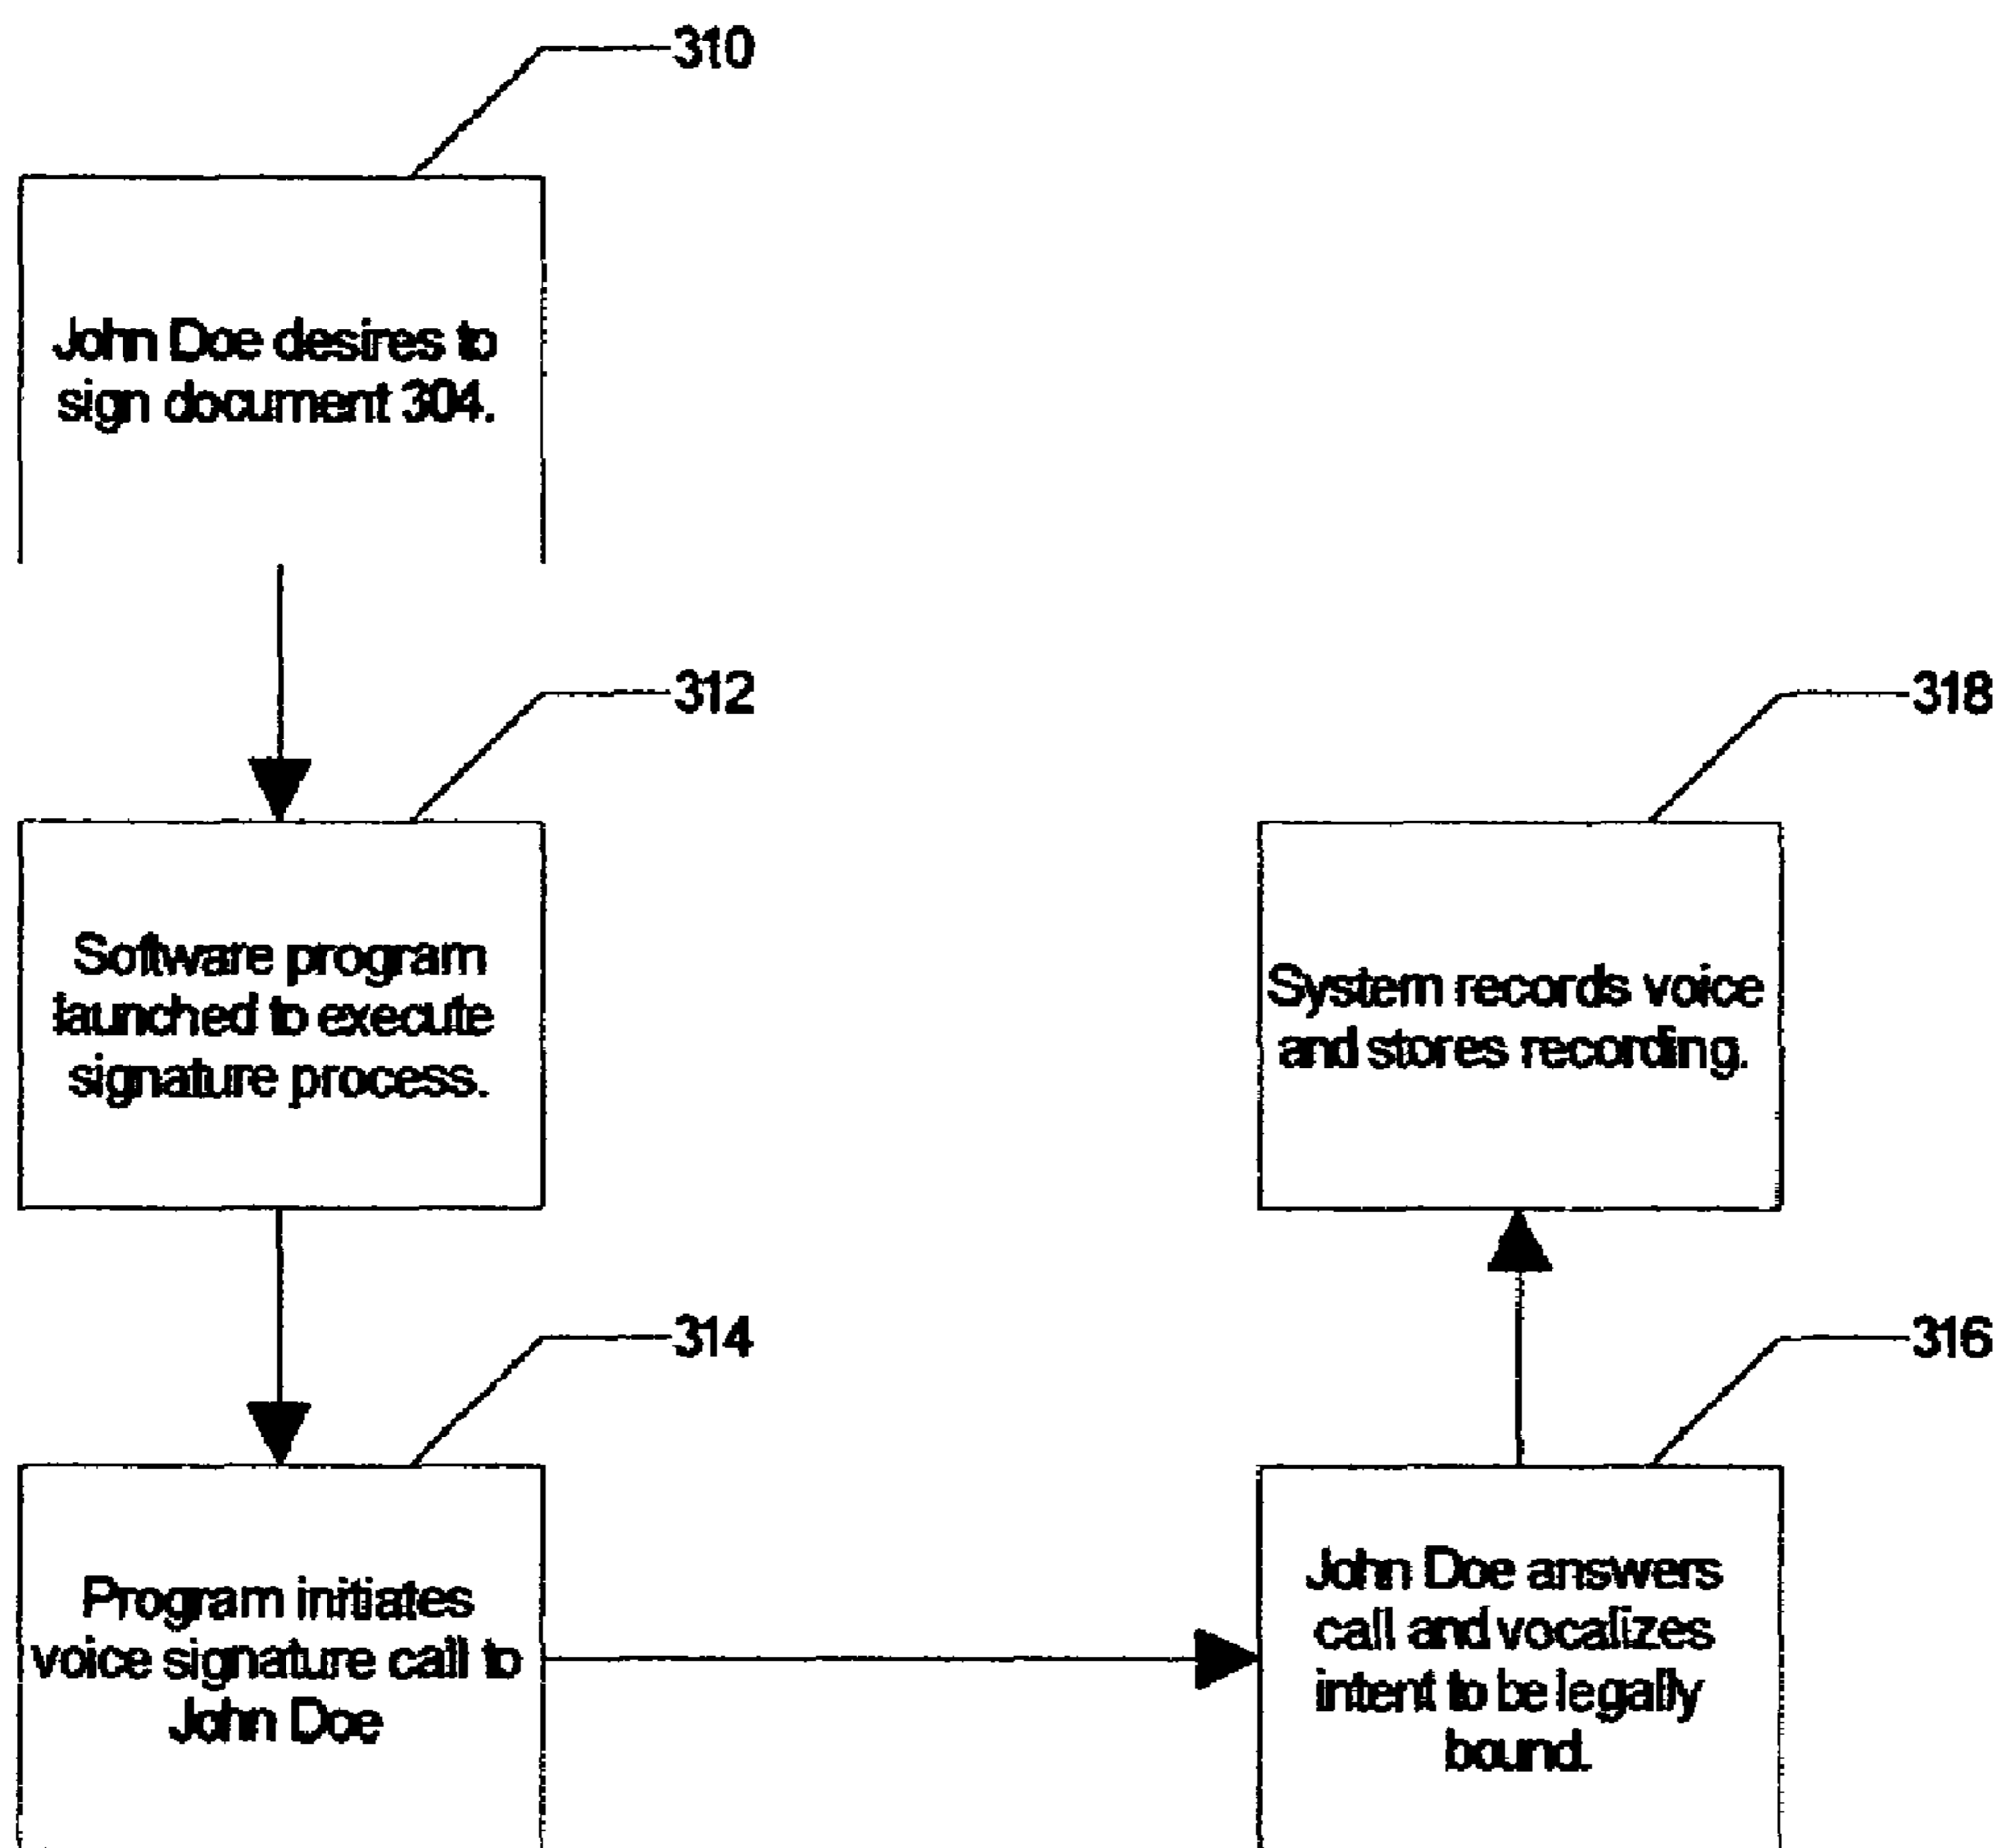 310
John Doe desires to
sign document 304.
312
Software program
launched to execute
signature process.
314
Program initiates
voice signature call to
John Doe
316
John Doe answers
call and vocalizes
intent to be legally
bound.
318
System records voice
and stores recording.